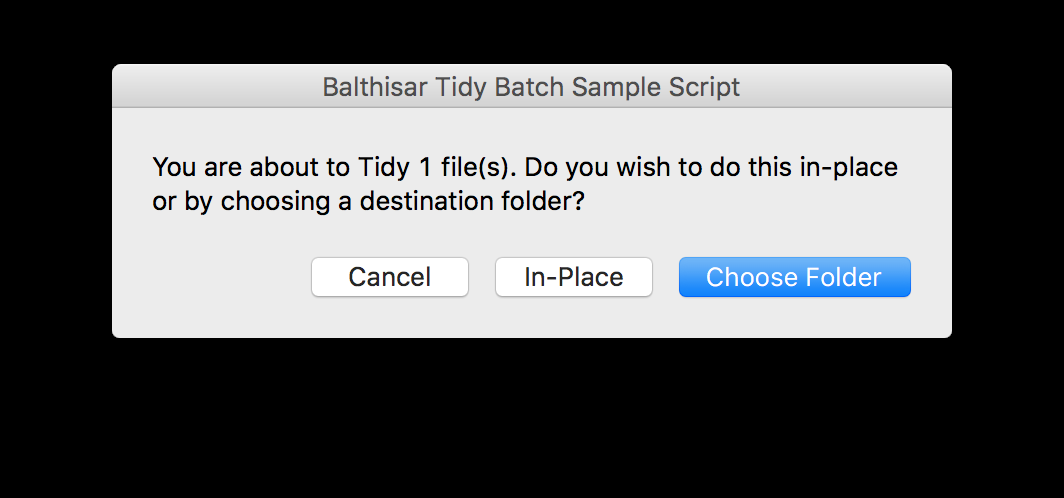 Balthisar Tidy Batch Sample Script
You are about to Tidy 1 file(s). Do you wish to do this in-place
or by choosing a destination folder?
Cancel
In-Place
Choose Folder